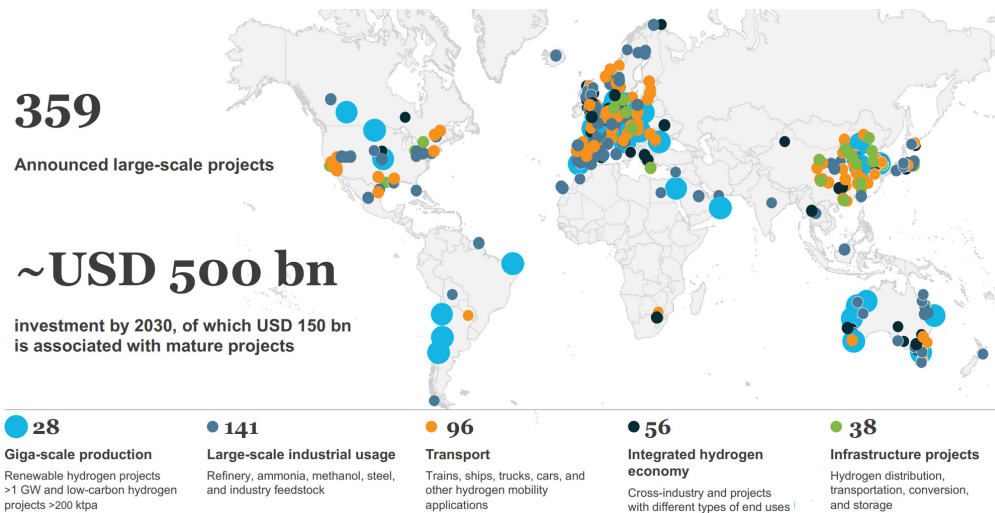 359
Announced large-scale projects
~USD 500 bn
investment by 2030, of which USD 150 bn
is associated with mature projects
28
Giga-scale production
Renewable hydrogen projects
>1 GW and low-carbon hydrogen
projects >200 ktpa
141
Large-scale industrial usage
Refinery, ammonia, methanol, steel,
and industry feedstock
96
Transport
Trains, ships, trucks, cars, and
other hydrogen mobility
applications
56
Integrated hydrogen
economy
Cross-industry and projects
with different types of end uses
38
Infrastructure projects
Hydrogen distribution,
transportation, conversion,
and storage